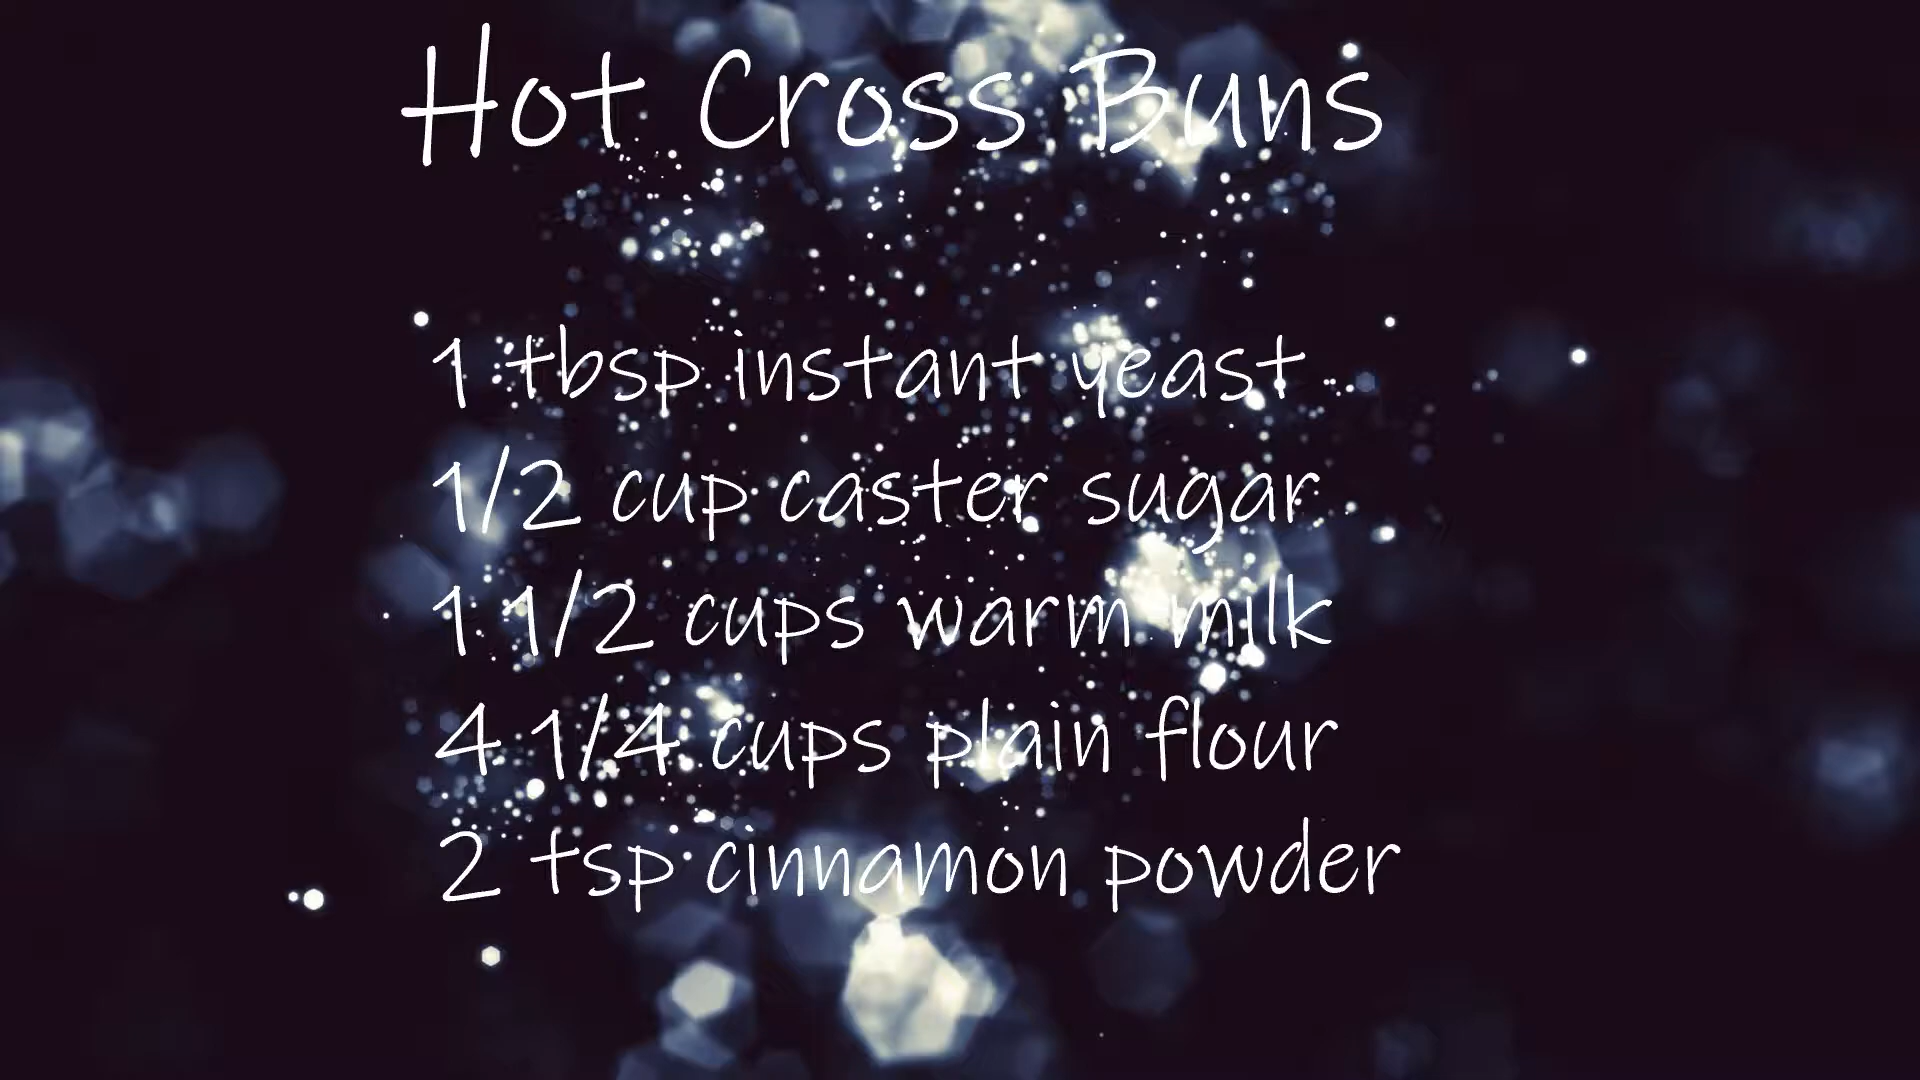 Hot Cross Buns
1 tbsp instant yeast
1/2 cup caster sugar
1 1/2 cups warm milk
4 1/4 cups plain flour
2 tsp cinnamon powder